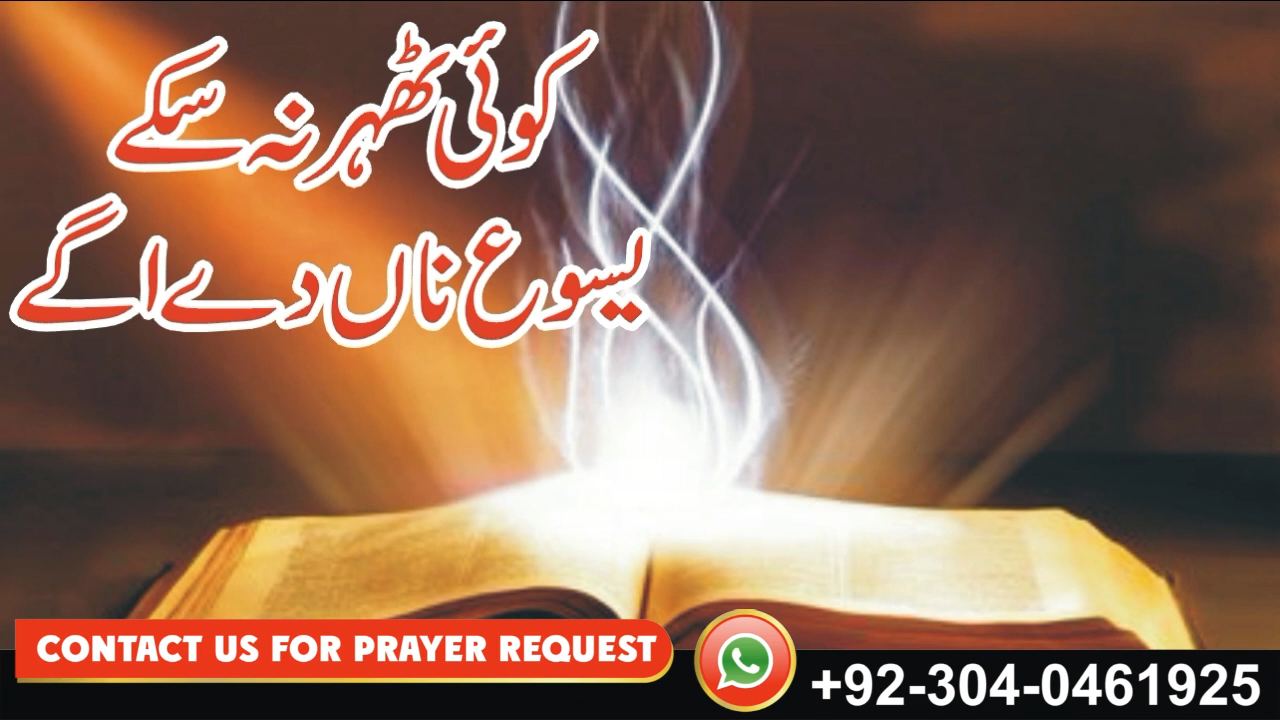 کوئی ٹھہر نہ سکے
یسوع ناں دے اگے
CONTACT US FOR PRAYER REQUEST
+92-304-0461925